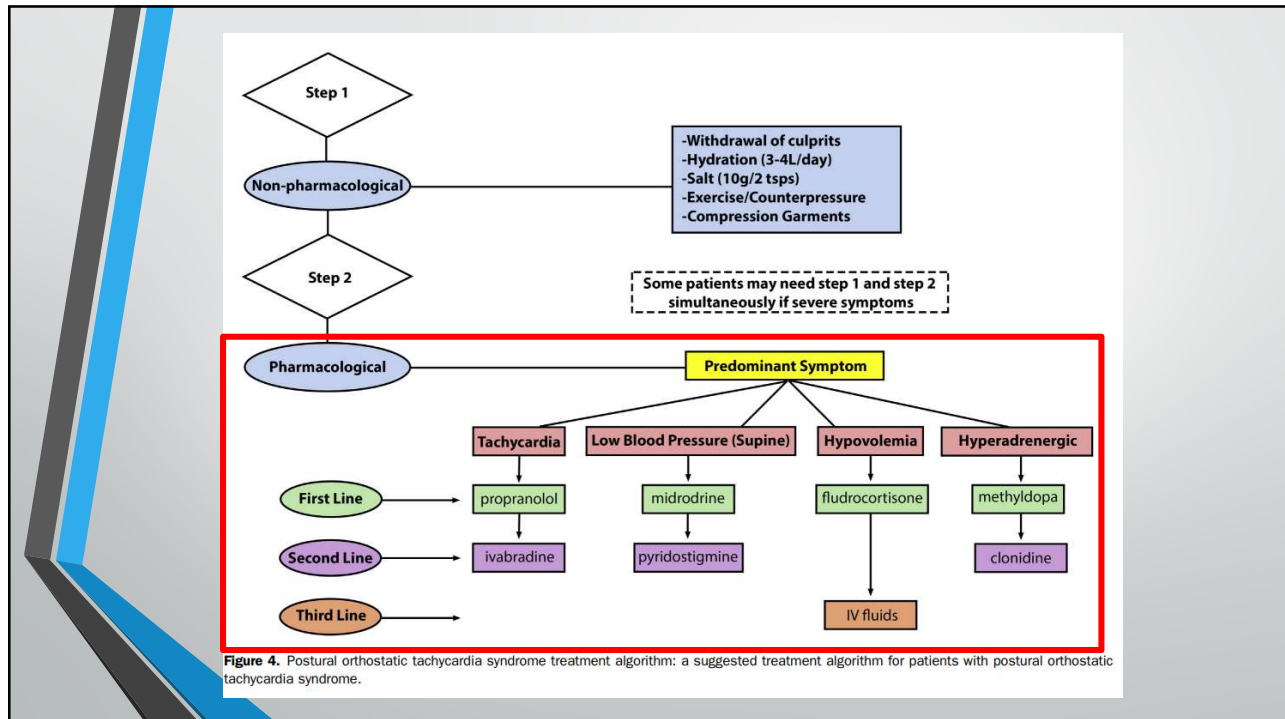 Step 1
Non-pharmacological
-Withdrawal of culprits
-Hydration (3-4L/day)
-Salt (10g/2 tsps)
-Exercise/Counterpressure
-Compression Garments
Step 2
Some patients may need step 1 and step 2
simultaneously if severe symptoms
Pharmacological
Predominant Symptom
Tachycardia
Low Blood Pressure (Supine)
Hypovolemia
Hyperadrenergic
First Line
propranolol
midrodrine
fludrocortisone
methyldopa
Second Line
ivabradine
pyridostigmine
clonidine
Third Line
IV fluids
Figure 4. Postural orthostatic tachycardia syndrome treatment algorithm: a suggested treatment algorithm for patients with postural orthostatic
tachycardia syndrome.